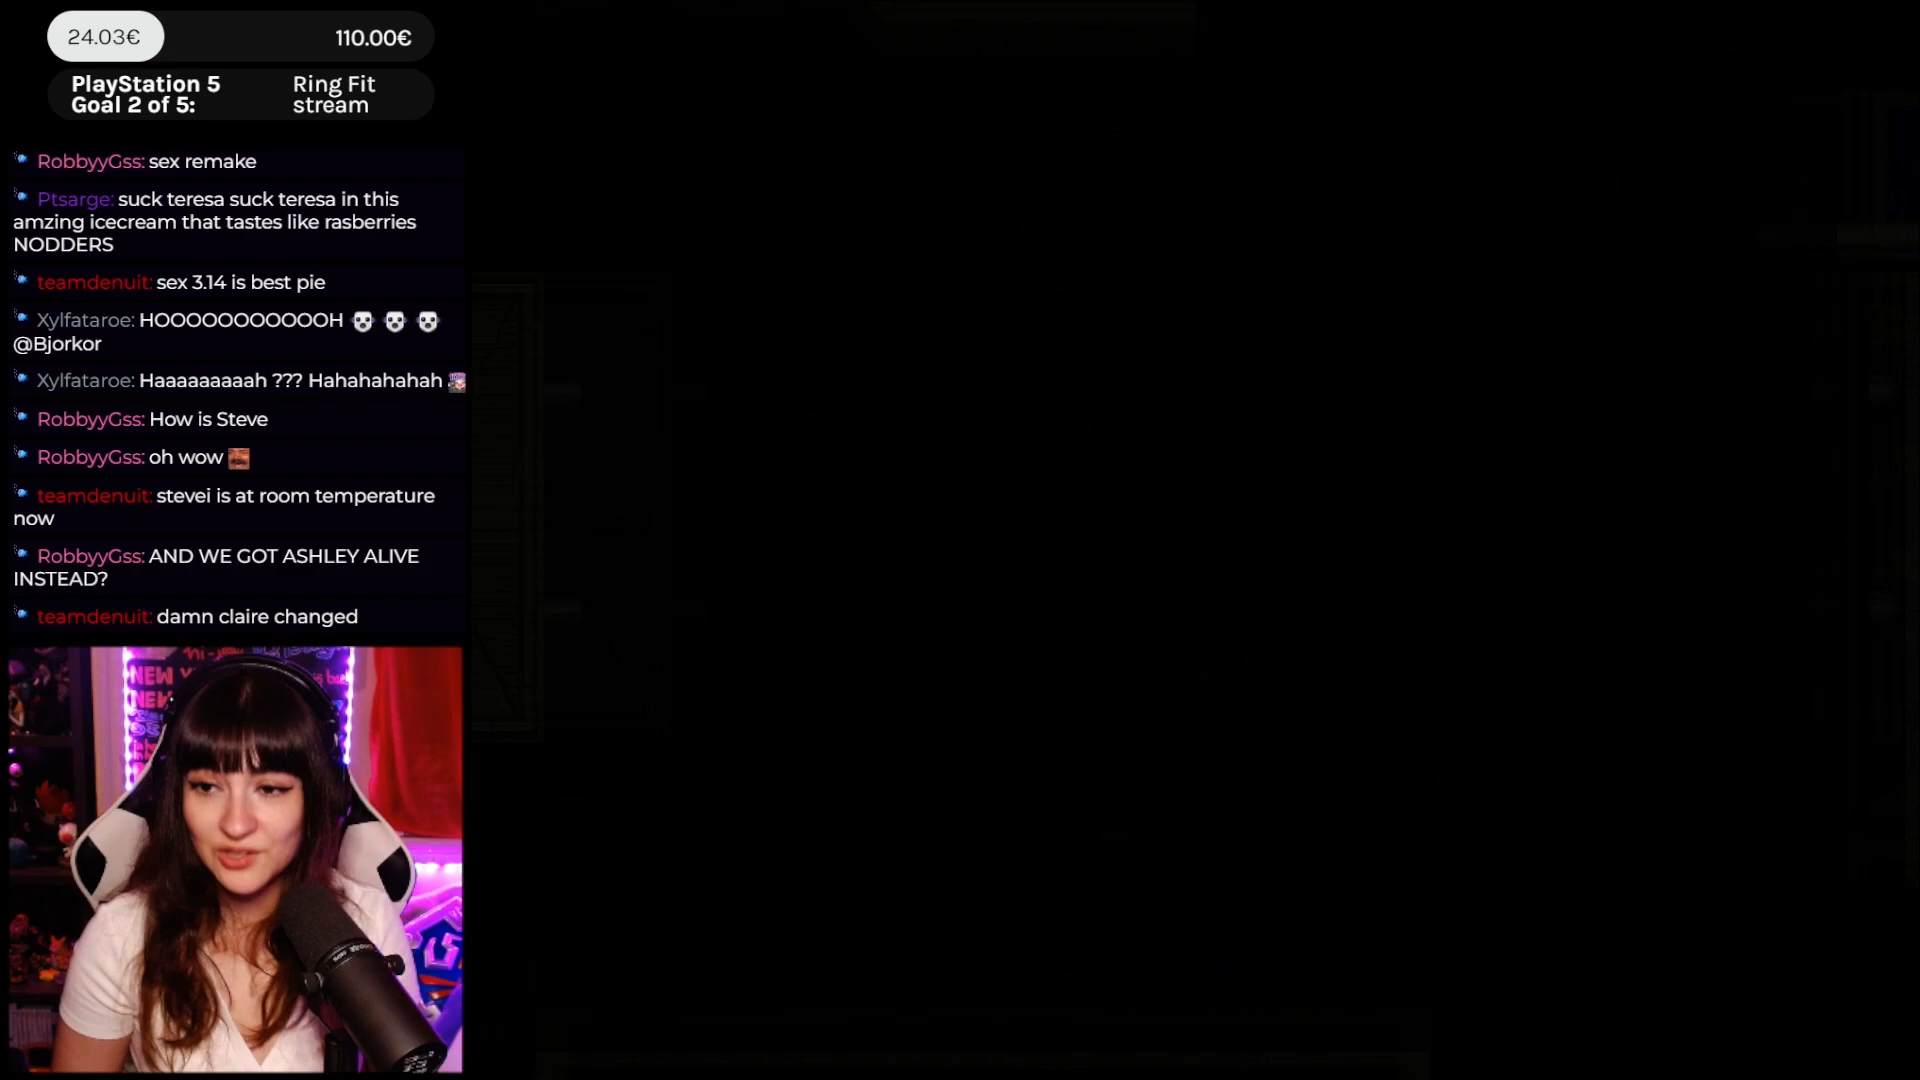 24.03€ 110.00€
PlayStation 5 Ring Fit
Goal 2 of 5: stream
RobbyyGss: sex remake
Ptsarge: suck teresa suck teresa in this
amzing icecream that tastes like rasberries
NODDERS
teamdenuit: sex 3.14 is best pie
Xylfataroe: HOOOOOOOOOOOH
@Bjorkor
Xylfataroe: Haaaaaaaaah ??? Hahahahahah
RobbyyGss: How is Steve
RobbyyGss: oh wow
teamdenuit: stevei is at room temperature
now
RobbyyGss: AND WE GOT ASHLEY ALIVE
INSTEAD?
teamdenuit: damn claire changed
hi-
NEW
NEW